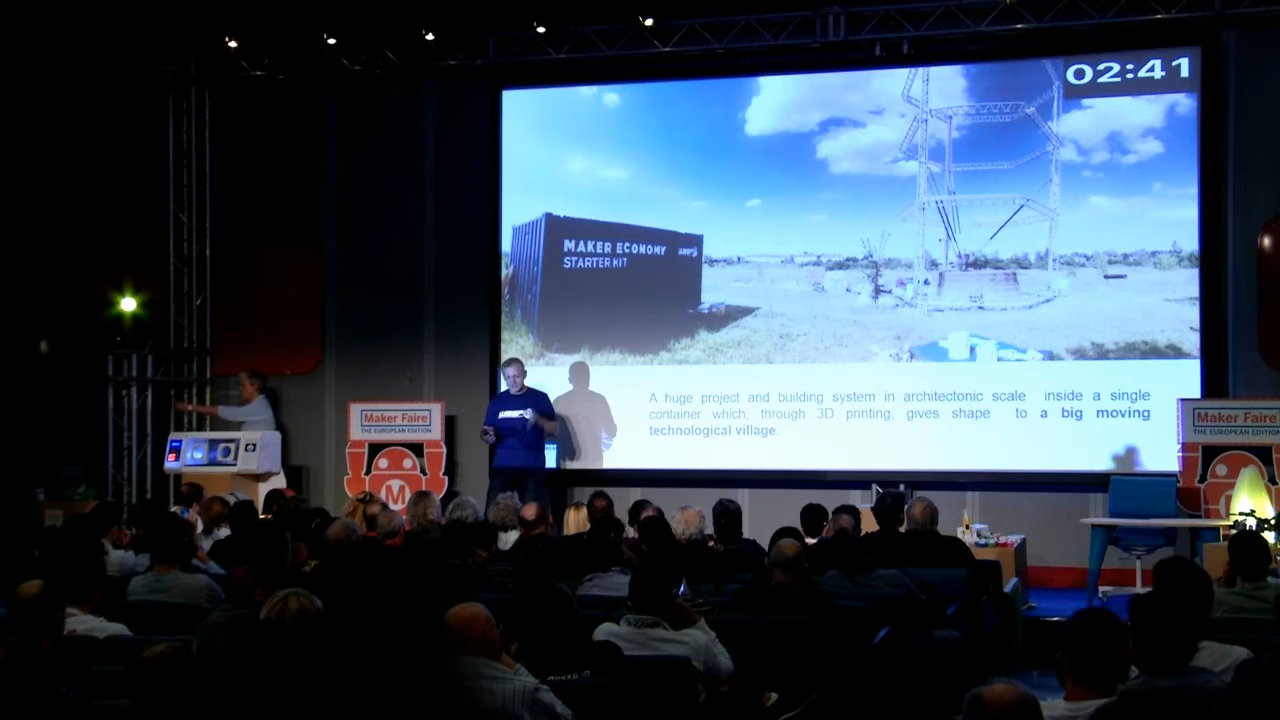 02:41
MAKER ECONOMY
STARTER KIT
A huge project and building system in architectonic scale inside a single
container which, through 3D printing, gives shape to a big moving
technological village.
Maker Faire
THE EUROPEAN EDITION
M
Maker Faire
THE EUROPEAN EDITION